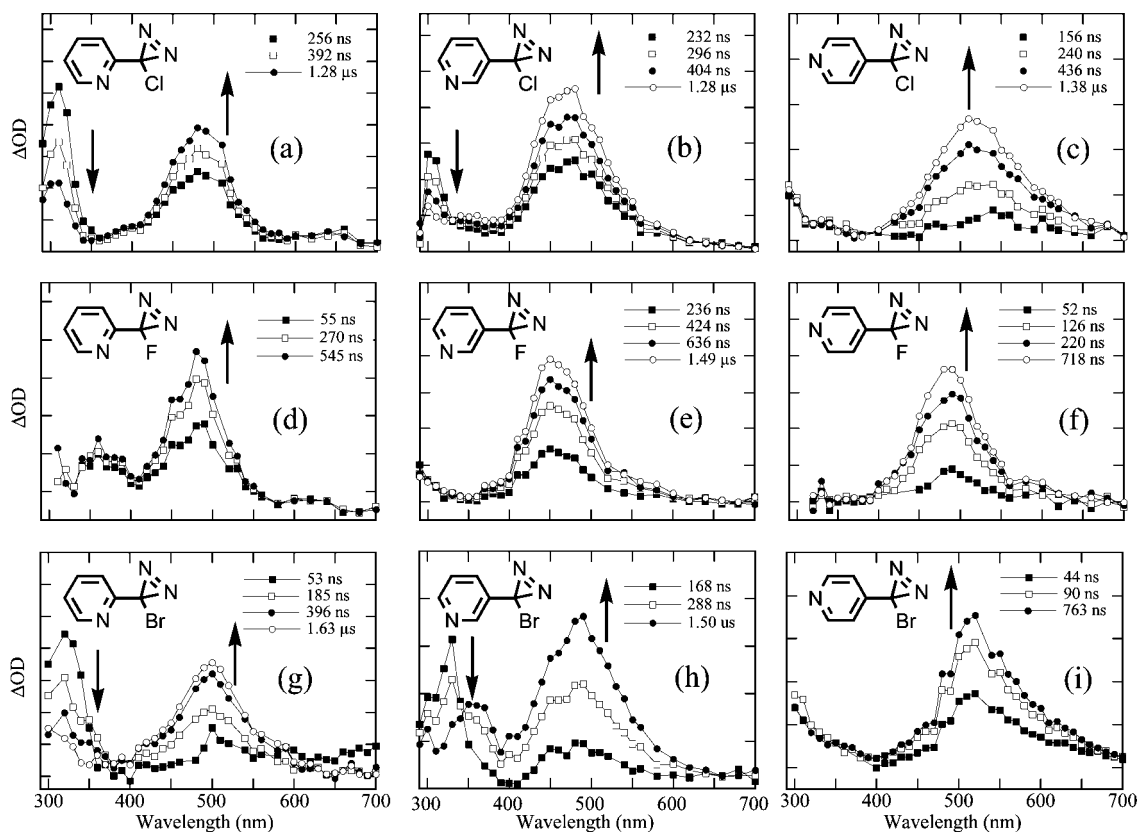 N
N
N
Cl
256 ns
392 ns
1.28 μs
(a)
ΔOD
N
N
N
Cl
232 ns
296 ns
404 ns
1.28 μs
(b)
N
N
N
Cl
156 ns
240 ns
436 ns
1.38 μs
(c)
N
N
N
F
55 ns
270 ns
545 ns
(d)
ΔOD
N
N
N
F
236 ns
424 ns
636 ns
1.49 μs
(e)
N
N
N
F
52 ns
126 ns
220 ns
718 ns
(f)
N
N
N
Br
53 ns
185 ns
396 ns
1.63 μs
(g)
ΔOD
300 400 500 600 700
Wavelength (nm)
N
N
N
Br
168 ns
288 ns
1.50 us
(h)
300 400 500 600 700
Wavelength (nm)
N
N
N
Br
44 ns
90 ns
763 ns
(i)
300 400 500 600 700
Wavelength (nm)